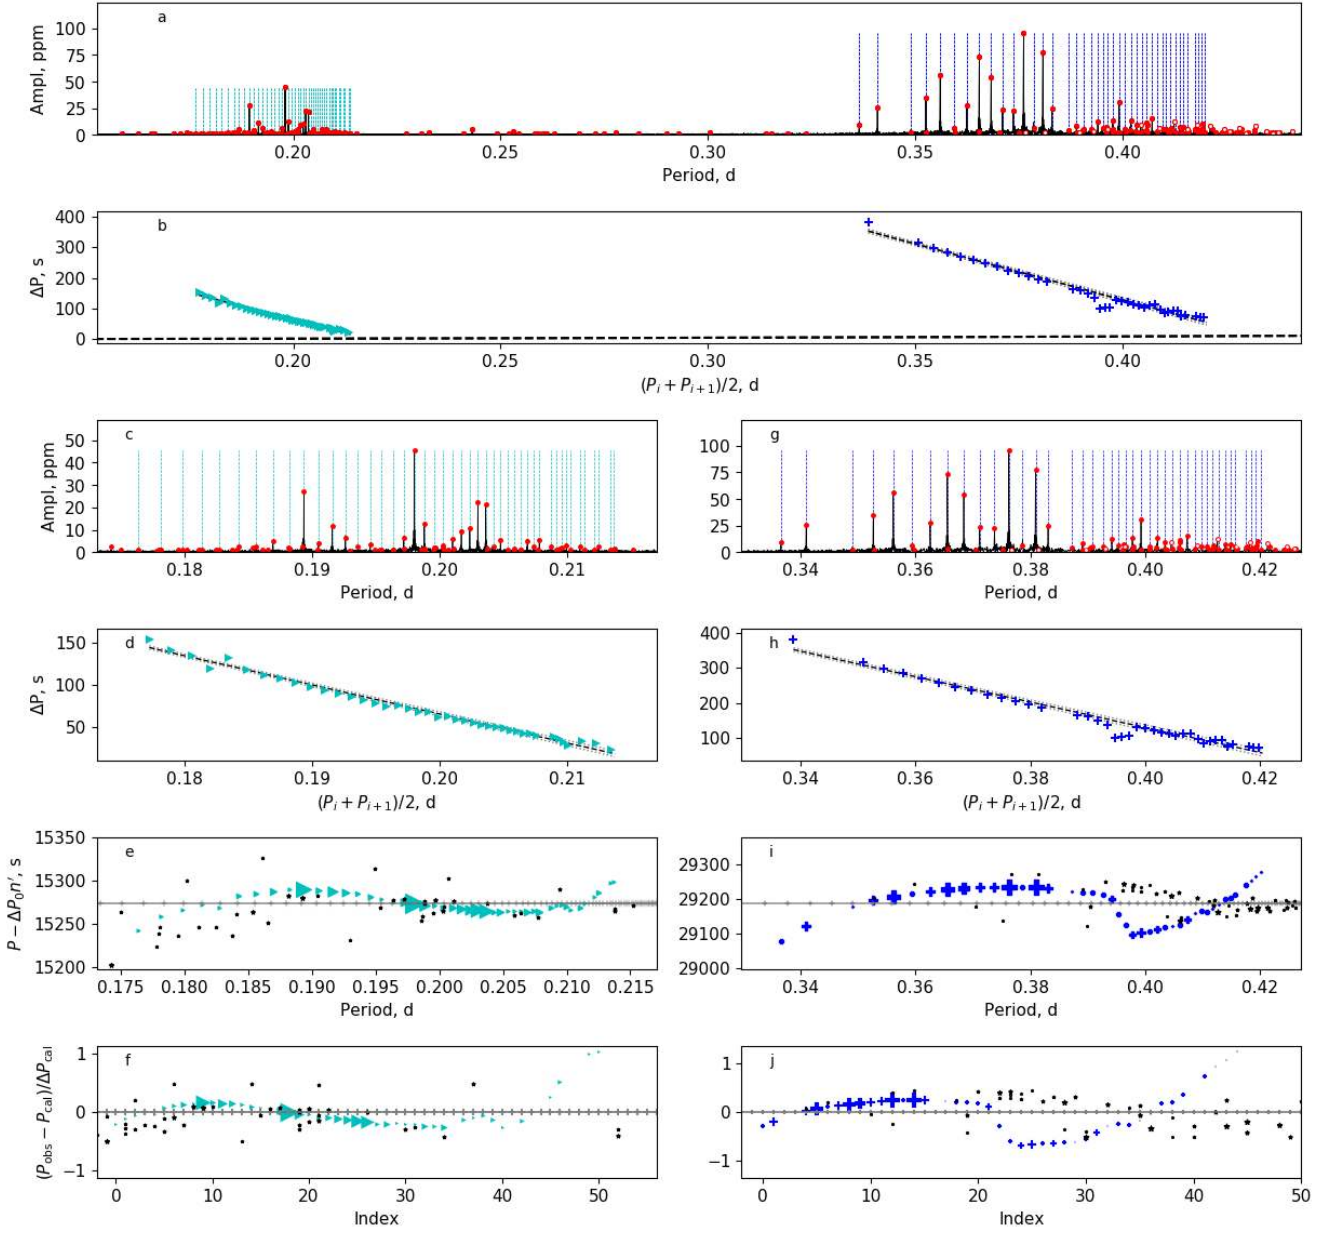 a
Ampl, ppm
100
75
50
25
0
0.20 0.25 0.30 0.35 0.40
Period, d
b
ΔP, s
400
300
200
100
0
0.20 0.25 0.30 0.35 0.40
(P_i + P_{i+1})/2, d
c
Ampl, ppm
50
40
30
20
10
0
0.18 0.19 0.20 0.21
Period, d
g
100
75
50
25
0
0.34 0.36 0.38 0.40 0.42
Period, d
d
ΔP, s
150
100
50
0.18 0.19 0.20 0.21
(P_i + P_{i+1})/2, d
h
400
300
200
100
0.34 0.36 0.38 0.40 0.42
(P_i + P_{i+1})/2, d
e
P − ΔP_0n′, s
15350
15300
15250
15200
0.175 0.180 0.185 0.190 0.195 0.200 0.205 0.210 0.215
Period, d
i
29300
29200
29100
29000
0.34 0.36 0.38 0.40 0.42
Period, d
f
(P_obs − P_cal)/ΔP_cal
1
0
−1
0 10 20 30 40 50
Index
j
1
0
−1
0 10 20 30 40 50
Index